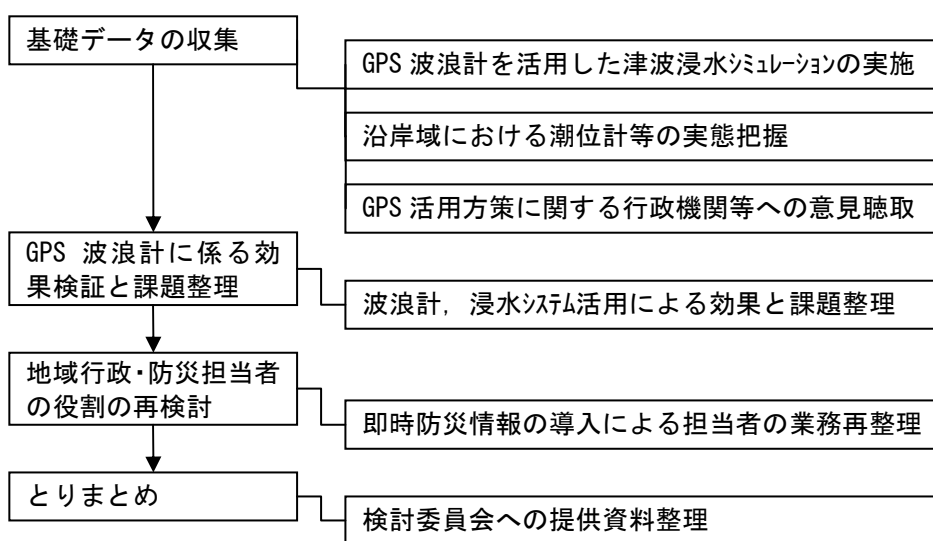 基礎データの収集
GPS 波浪計を活用した津波浸水ｼﾐｭﾚｰｼｮﾝの実施
沿岸域における潮位計等の実態把握
GPS 活用方策に関する行政機関等への意見聴取
GPS 波浪計に係る効
果検証と課題整理
波浪計, 浸水ｼｽﾃﾑ活用による効果と課題整理
地域行政・防災担当者
の役割の再検討
即時防災情報の導入による担当者の業務再整理
とりまとめ
検討委員会への提供資料整理